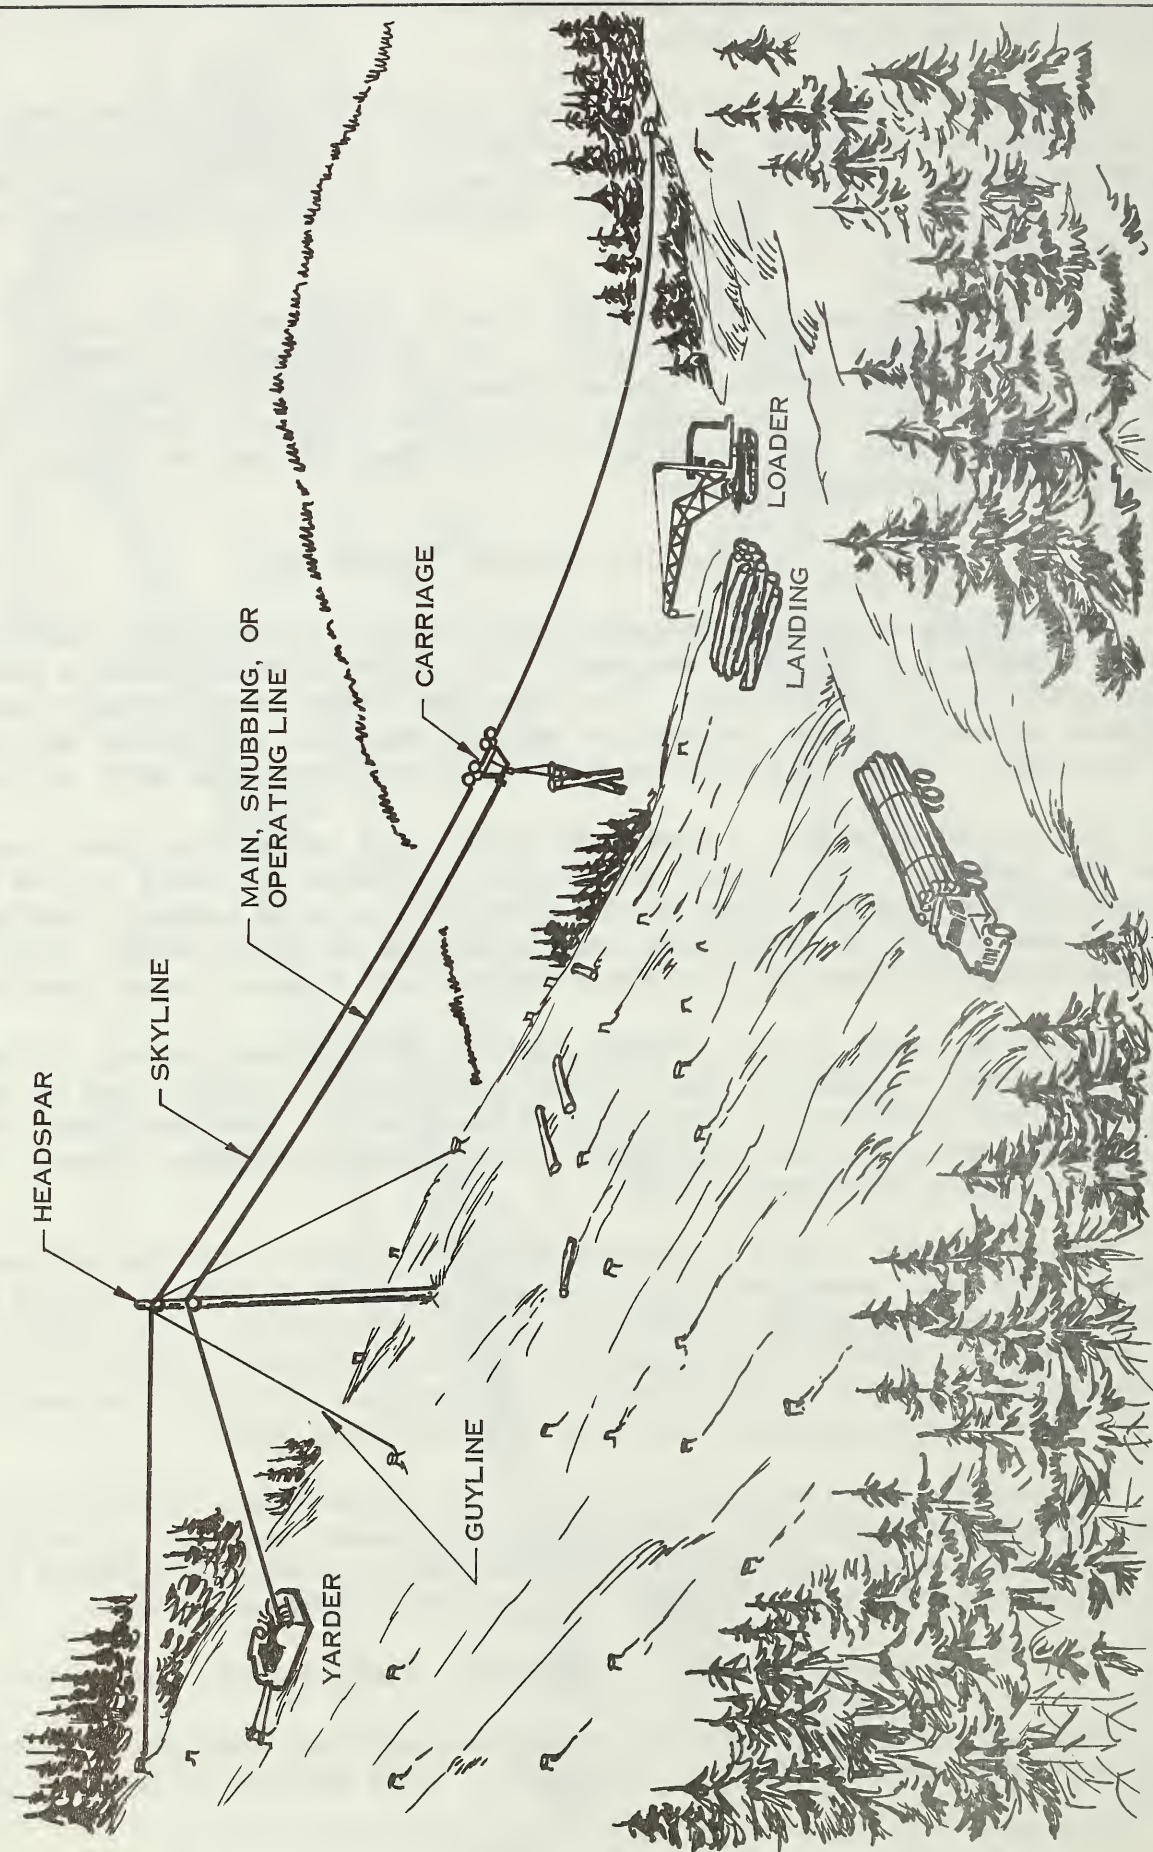 HEADSPAR
SKYLINE
MAIN, SNUBBING, OR
OPERATING LINE
CARRIAGE
GUYLINE
YARDER
LOADER
LANDING